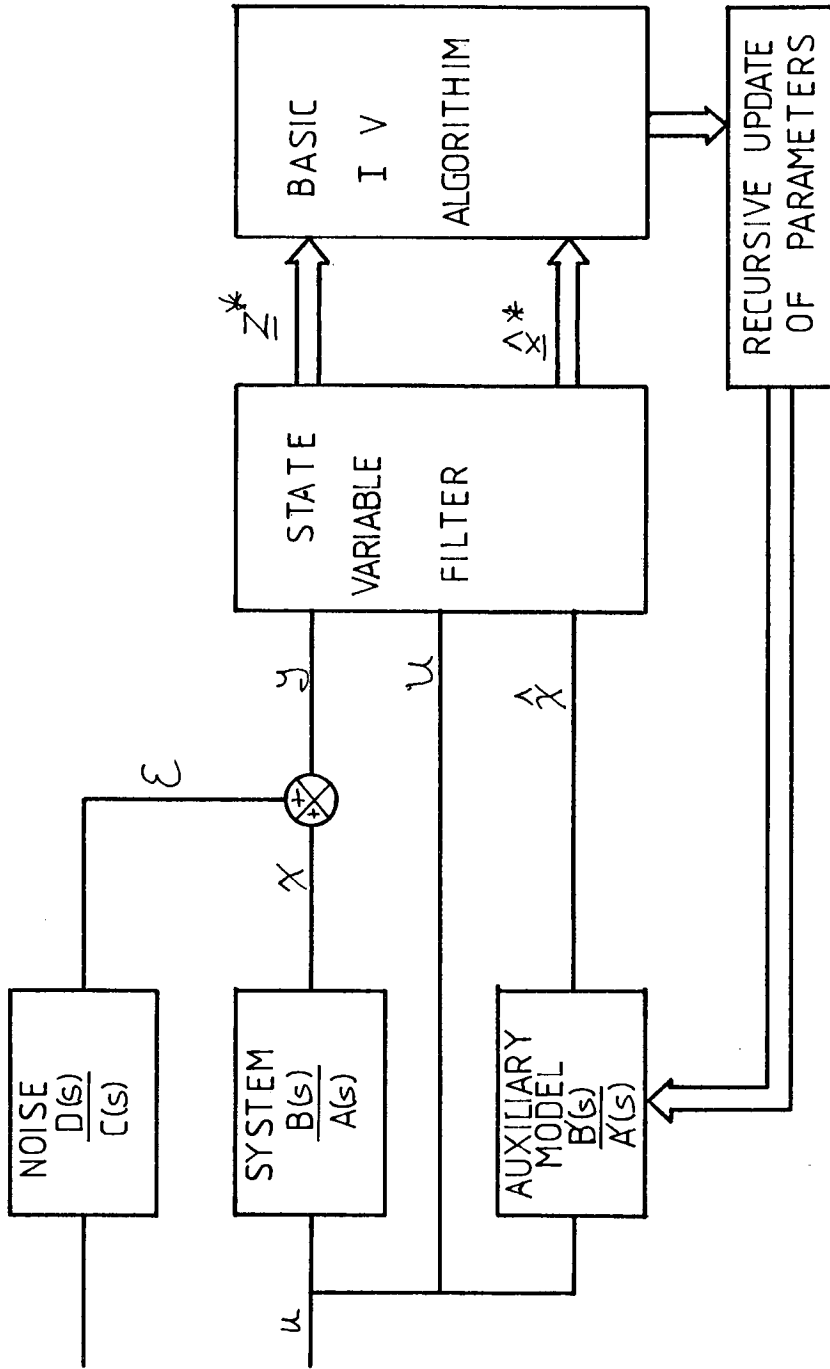 NOISE
D(s)
C(s)
ε
u
SYSTEM
B(s)
A(s)
x
+
+
y
u
AUXILIARY
MODEL
B'(s)
A'(s)
x̂
STATE
VARIABLE
FILTER
z*
x̂*
BASIC
I V
ALGORITHIM
RECURSIVE UPDATE
OF PARAMETERS